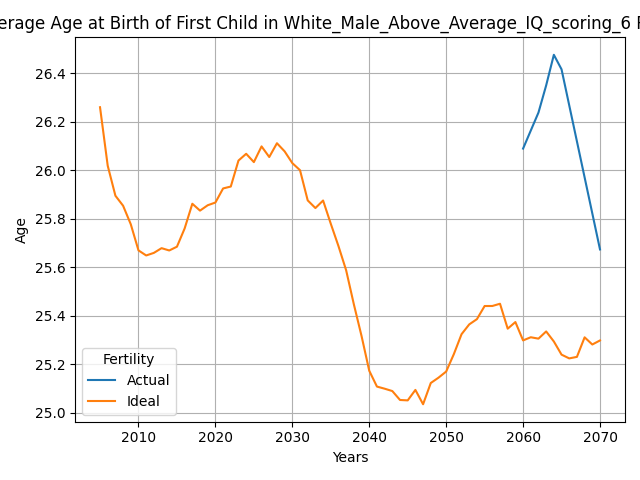 Average Age at Birth of First Child in White_Male_Above_Average_IQ_scoring_6
26.4
26.2
26.0
25.8
25.6
25.4
25.2
25.0
Age
Fertility
Actual
Ideal
2010 2020 2030 2040 2050 2060 2070
Years